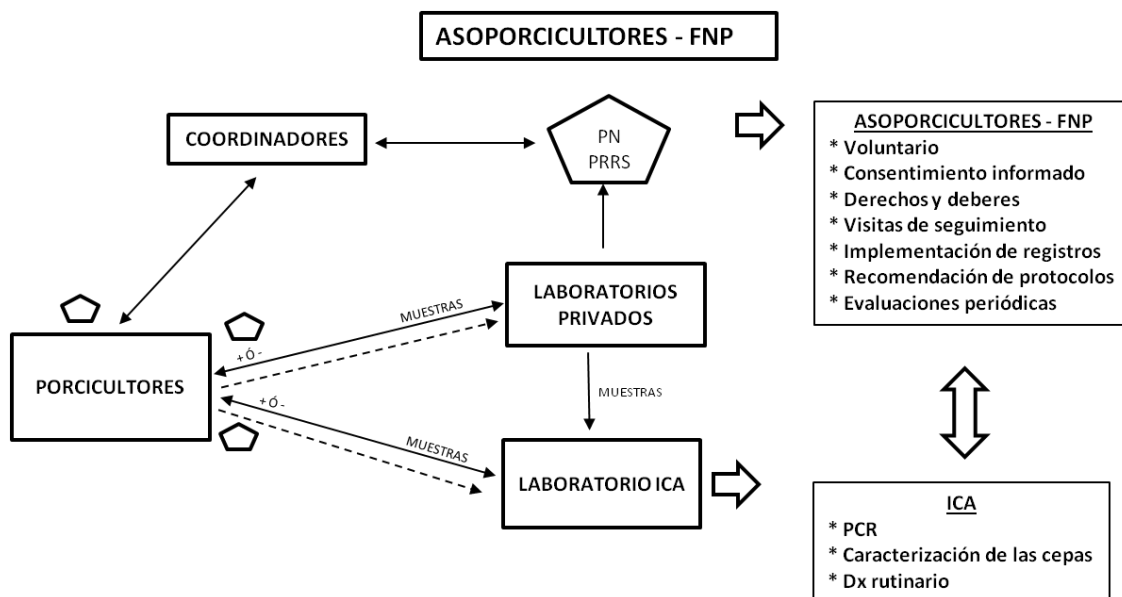 ASOPORCICULTORES - FNP
COORDINADORES
PN
PRRS
ASOPORCICULTORES - FNP
* Voluntario
* Consentimiento informado
* Derechos y deberes
* Visitas de seguimiento
* Implementación de registros
* Recomendación de protocolos
* Evaluaciones periódicas
LABORATORIOS
PRIVADOS
MUESTRAS
+ Ó -
PORCICULTORES
MUESTRAS
+ Ó -
MUESTRAS
LABORATORIO ICA
ICA
* PCR
* Caracterización de las cepas
* Dx rutinario